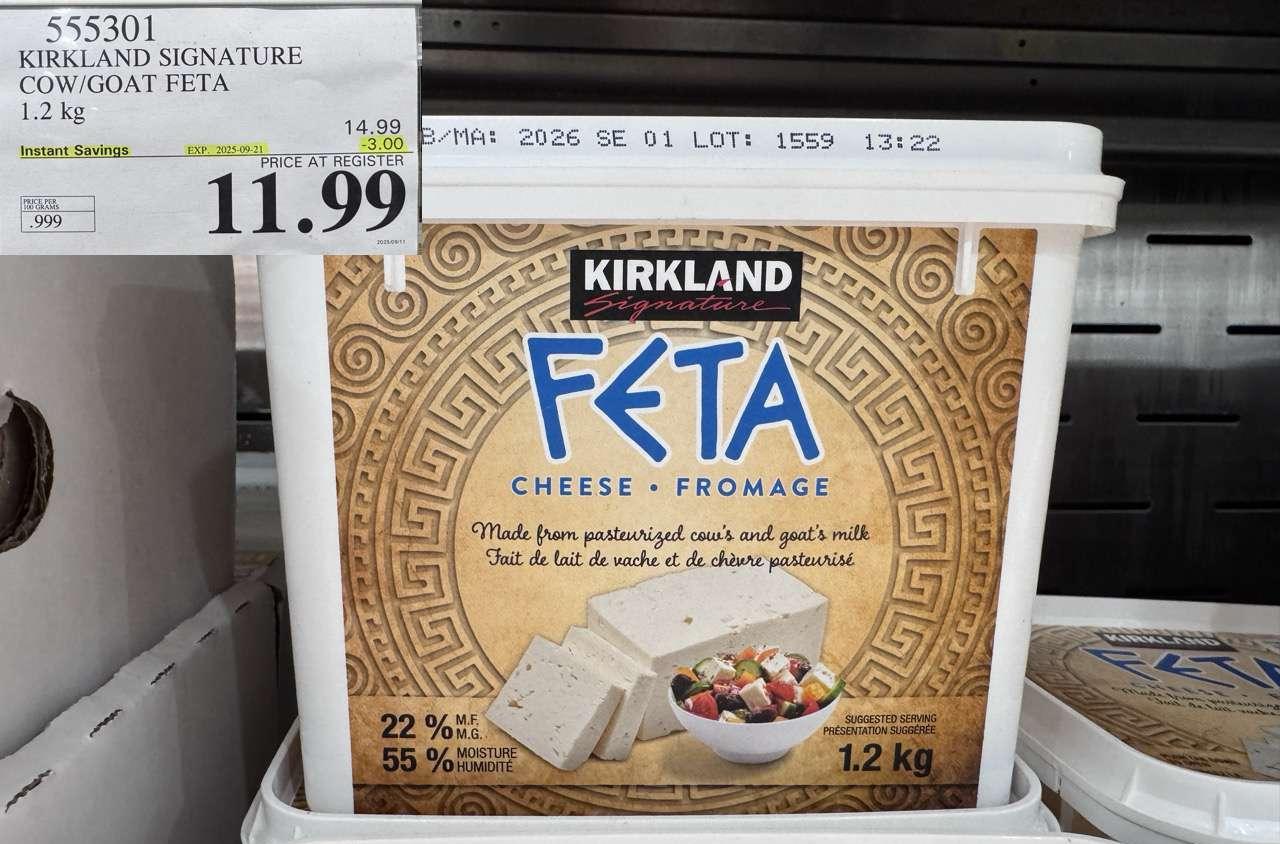 555301
KIRKLAND SIGNATURE
COW/GOAT FETA
1.2 kg
14.99
Instant Savings EXP. 2025-09-21 -3.00
PRICE AT REGISTER
11.99
PRICE PER
100 GRAMS
.999
2025/09/11
B/MA: 2026 SE 01 LOT: 1559 13:22
KIRKLAND
Signature
FETA
CHEESE • FROMAGE
Made from pasteurized cow's and goat's milk
Fait de lait de vache et de chèvre pasteurisé
22 % M.F.
M.G.
55 % MOISTURE
HUMIDITÉ
SUGGESTED SERVING
PRÉSENTATION SUGGÉRÉE
1.2 kg
KIRKLAND
FETA